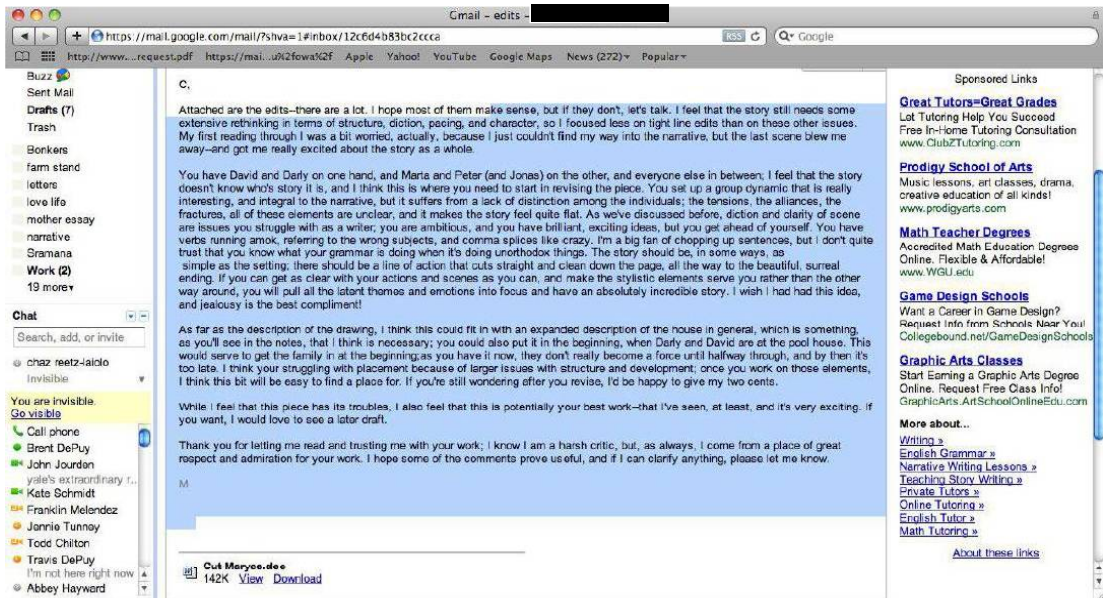 Gmail – edits –
https://mail.google.com/mail/?shva=1#inbox/12c6d4b83bc2ccca
RSS
Google
http://www....request.pdf https://mai...u%2fowa%2f Apple Yahoo! YouTube Google Maps News (272) Popular
Buzz
Sent Mail
Drafts (7)
Trash
Bonkers
farm stand
letters
love life
mother essay
narrative
Sramana
Work (2)
19 more▾
Chat
Search, add, or invite
chaz reetz-laiolo
Invisible
You are invisible.
Go visible
Call phone
Brent DePuy
John Jourden
yale's extraordinary r..
Kate Schmidt
Franklin Melendez
Jennie Tunney
Todd Chilton
Travis DePuy
I'm not here right now
Abbey Hayward
C,
Attached are the edits--there are a lot. I hope most of them make sense, but if they don't, let's talk. I feel that the story still needs some
extensive rethinking in terms of structure, diction, pacing, and character, so I focused less on tight line edits than on these other issues.
My first reading through I was a bit worried, actually, because I just couldn't find my way into the narrative, but the last scene blew me
away--and got me really excited about the story as a whole.
You have David and Darly on one hand, and Marta and Peter (and Jonas) on the other, and everyone else in between; I feel that the story
doesn't know who's story it is, and I think this is where you need to start in revising the piece. You set up a group dynamic that is really
interesting, and integral to the narrative, but it suffers from a lack of distinction among the individuals; the tensions, the alliances, the
fractures, all of these elements are unclear, and it makes the story feel quite flat. As we've discussed before, diction and clarity of scene
are issues you struggle with as a writer; you are ambitious, and you have brilliant, exciting ideas, but you get ahead of yourself. You have
verbs running amok, referring to the wrong subjects, and comma splices like crazy. I'm a big fan of chopping up sentences, but I don't quite
trust that you know what your grammar is doing when it's doing unorthodox things. The story should be, in some ways, as
simple as the setting; there should be a line of action that cuts straight and clean down the page, all the way to the beautiful, surreal
ending. If you can get as clear with your actions and scenes as you can, and make the stylistic elements serve you rather than the other
way around, you will pull all the latent themes and emotions into focus and have an absolutely incredible story. I wish I had had this idea,
and jealousy is the best compliment!
As far as the description of the drawing, I think this could fit in with an expanded description of the house in general, which is something,
as you'll see in the notes, that I think is necessary; you could also put it in the beginning, when Darly and David are at the pool house. This
would serve to get the family in at the beginning;as you have it now, they don't really become a force until halfway through, and by then it's
too late. I think your struggling with placement because of larger issues with structure and development; once you work on those elements,
I think this bit will be easy to find a place for. If you're still wondering after you revise, I'd be happy to give my two cents.
While I feel that this piece has its troubles, I also feel that this is potentially your best work--that I've seen, at least, and it's very exciting. If
you want, I would love to see a later draft.
Thank you for letting me read and trusting me with your work; I know I am a harsh critic, but, as always, I come from a place of great
respect and admiration for your work. I hope some of the comments prove useful, and if I can clarify anything, please let me know.
M
Cut Maryce.doc
142K View Download
Sponsored Links
Great Tutors=Great Grades
Let Tutoring Help You Succeed
Free In-Home Tutoring Consultation
www.ClubZTutoring.com
Prodigy School of Arts
Music lessons, art classes, drama,
creative education of all kinds!
www.prodigyarts.com
Math Teacher Degrees
Accredited Math Education Degrees
Online. Flexible & Affordable!
www.WGU.edu
Game Design Schools
Want a Career in Game Design?
Request Info from Schools Near You!
Collegebound.net/GameDesignSchools
Graphic Arts Classes
Start Earning a Graphic Arts Degree
Online. Request Free Class Info!
GraphicArts.ArtSchoolOnlineEdu.com
More about...
Writing »
English Grammar »
Narrative Writing Lessons »
Teaching Story Writing »
Private Tutors »
Online Tutoring »
English Tutor »
Math Tutoring »
About these links